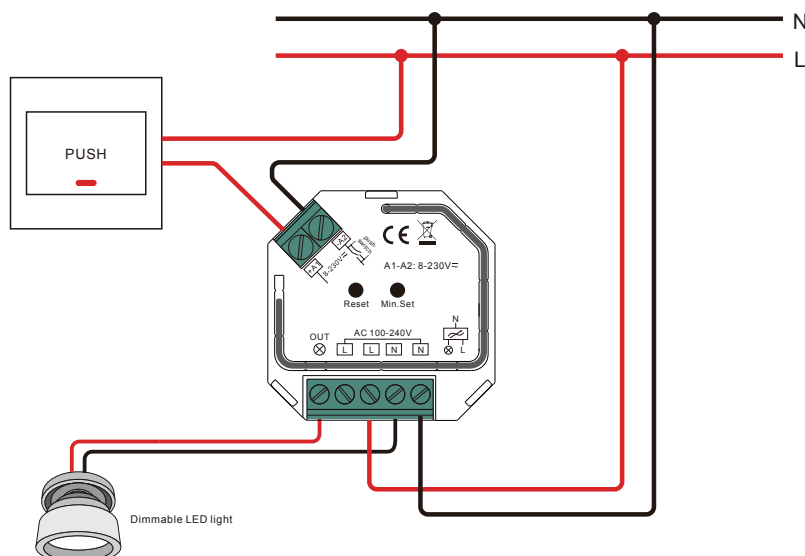 N
L
PUSH
+A1
-A2
8-230V⎓
push
switch
CE
A1-A2: 8-230V⎓
Reset
Min.Set
AC 100-240V
OUT
L
L
N
N
N
L
Dimmable LED light